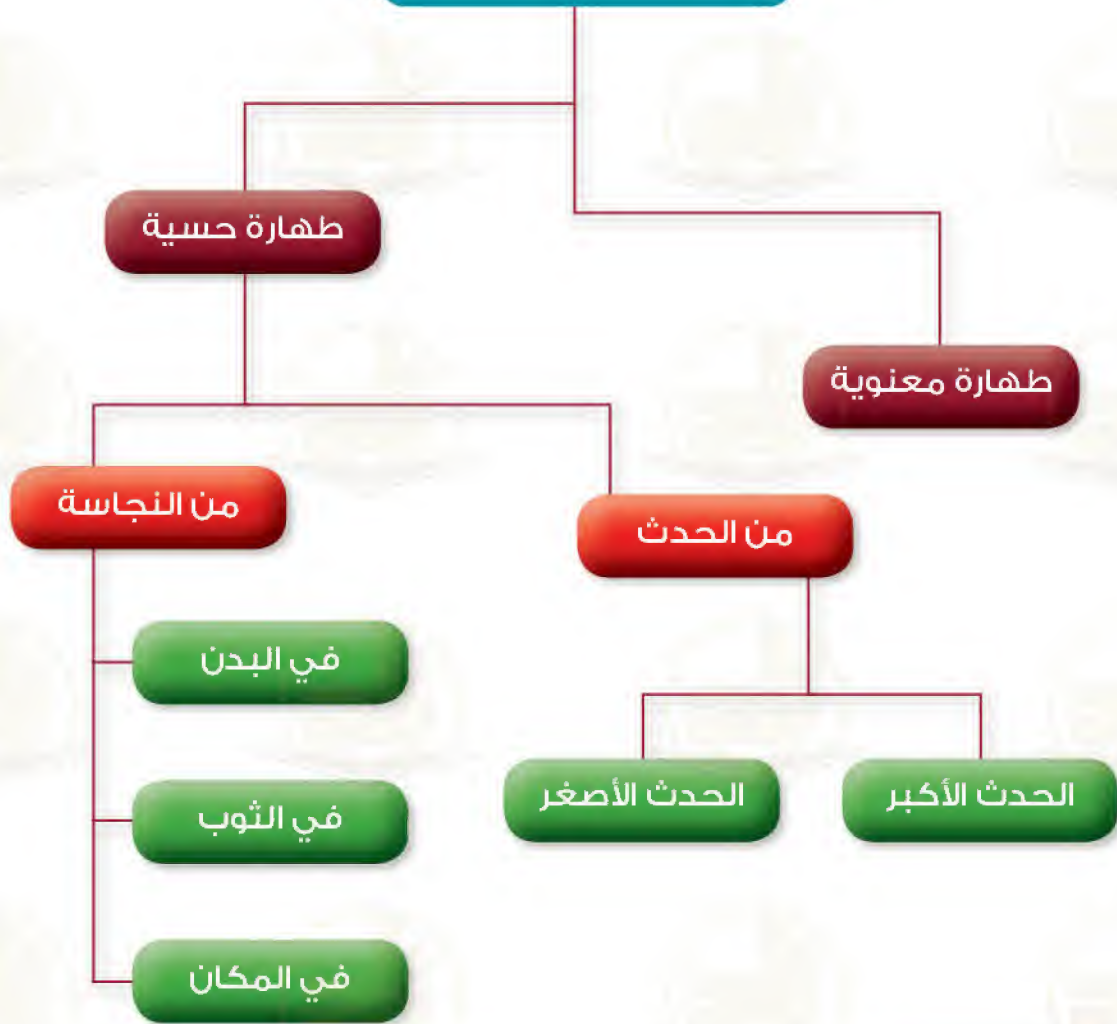 طهارة حسية
طهارة معنوية
من النجاسة
من الحدث
في البدن
الحدث الأكبر
الحدث الأصغر
في الثوب
في المكان